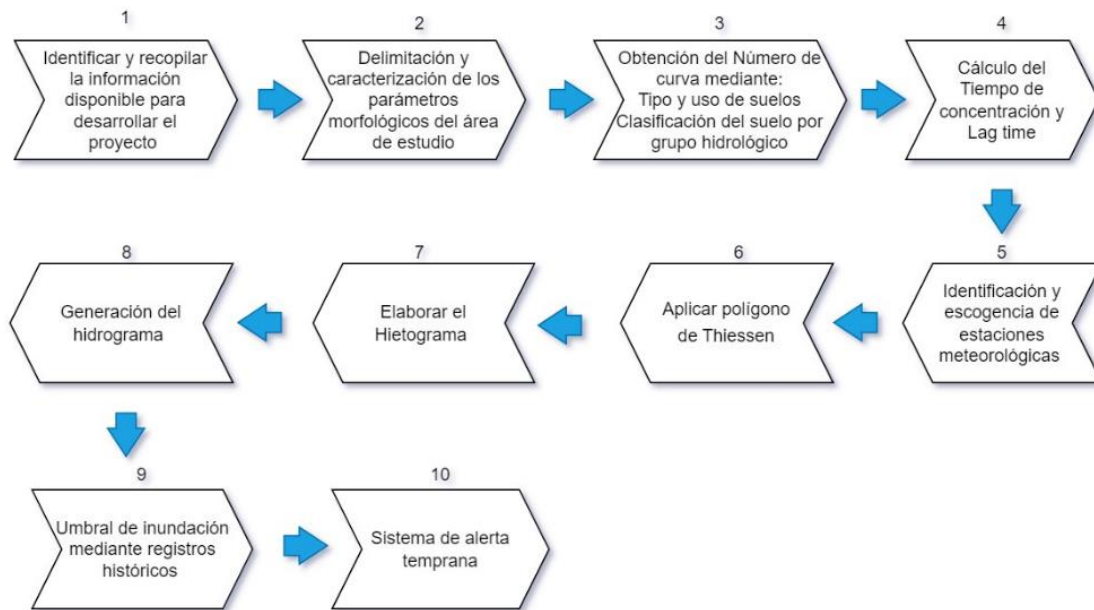 1
Identificar y recopilar
la información
disponible para
desarrollar el
proyecto
2
Delimitación y
caracterización de los
parámetros
morfológicos del área
de estudio
3
Obtención del Número de
curva mediante:
Tipo y uso de suelos
Clasificación del suelo por
grupo hidrológico
4
Cálculo del
Tiempo de
concentración y
Lag time
5
Identificación y
escogencia de
estaciones
meteorológicas
6
Aplicar polígono
de Thiessen
7
Elaborar el
Hietograma
8
Generación del
hidrograma
9
Umbral de inundación
mediante registros
históricos
10
Sistema de alerta
temprana